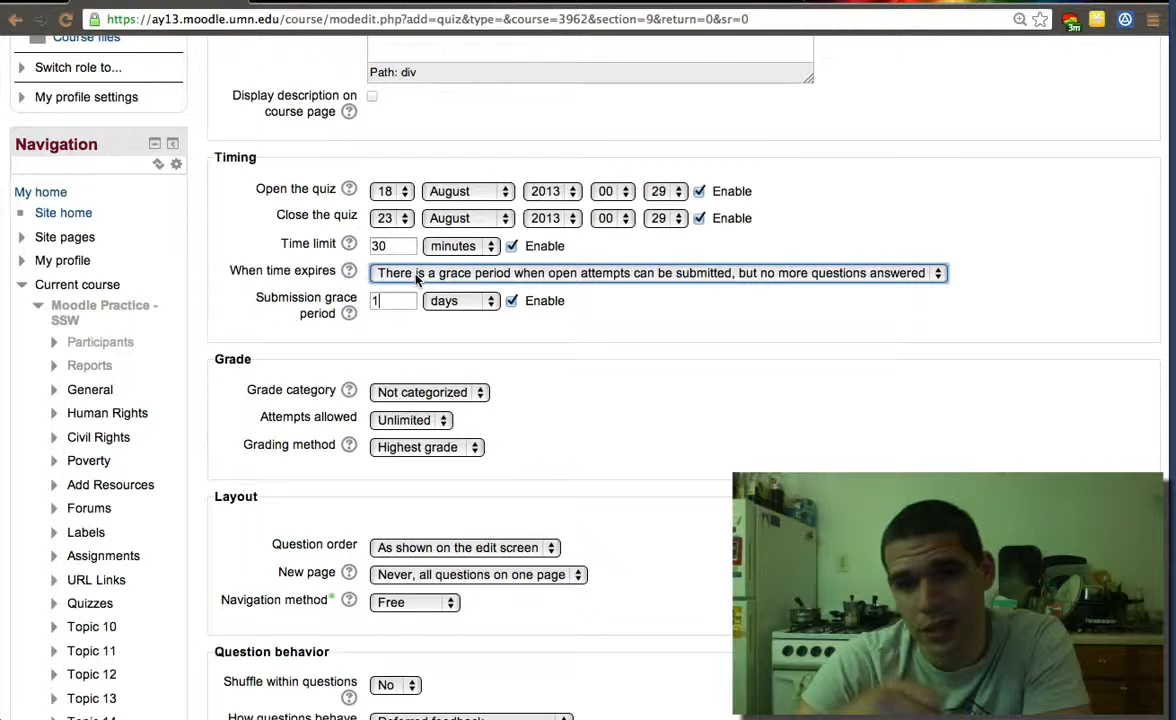 https://ay13.moodle.umn.edu/course/modedit.php?add=quiz&type=&course=3962&section=9&return=0&sr=0
3m
Course files
Switch role to...
My profile settings
Navigation
My home
Site home
Site pages
My profile
Current course
Moodle Practice -
SSW
Participants
Reports
General
Human Rights
Civil Rights
Poverty
Add Resources
Forums
Labels
Assignments
URL Links
Quizzes
Topic 10
Topic 11
Topic 12
Topic 13
Path: div
Display description on
course page
Timing
Open the quiz 18 August 2013 00 29 Enable
Close the quiz 23 August 2013 00 29 Enable
Time limit 30 minutes Enable
When time expires There is a grace period when open attempts can be submitted, but no more questions answered
Submission grace
period 1 days Enable
Grade
Grade category Not categorized
Attempts allowed Unlimited
Grading method Highest grade
Layout
Question order As shown on the edit screen
New page Never, all questions on one page
Navigation method* Free
Question behavior
Shuffle within questions No
How questions behave Deferred feedback